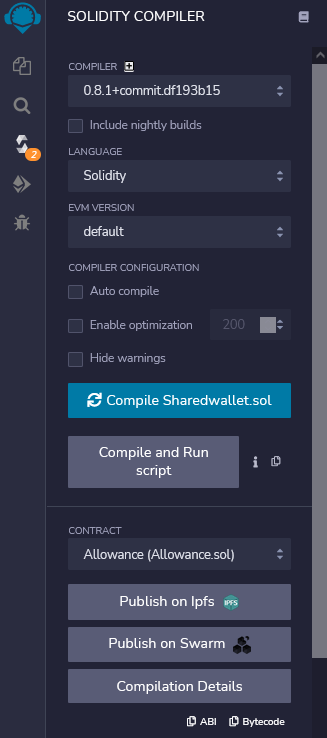 SOLIDITY COMPILER
COMPILER
0.8.1+commit.df193b15
Include nightly builds
LANGUAGE
Solidity
EVM VERSION
default
COMPILER CONFIGURATION
Auto compile
Enable optimization 200
Hide warnings
Compile Sharedwallet.sol
Compile and Run
script
2
CONTRACT
Allowance (Allowance.sol)
Publish on Ipfs IPFS
Publish on Swarm
Compilation Details
ABI Bytecode